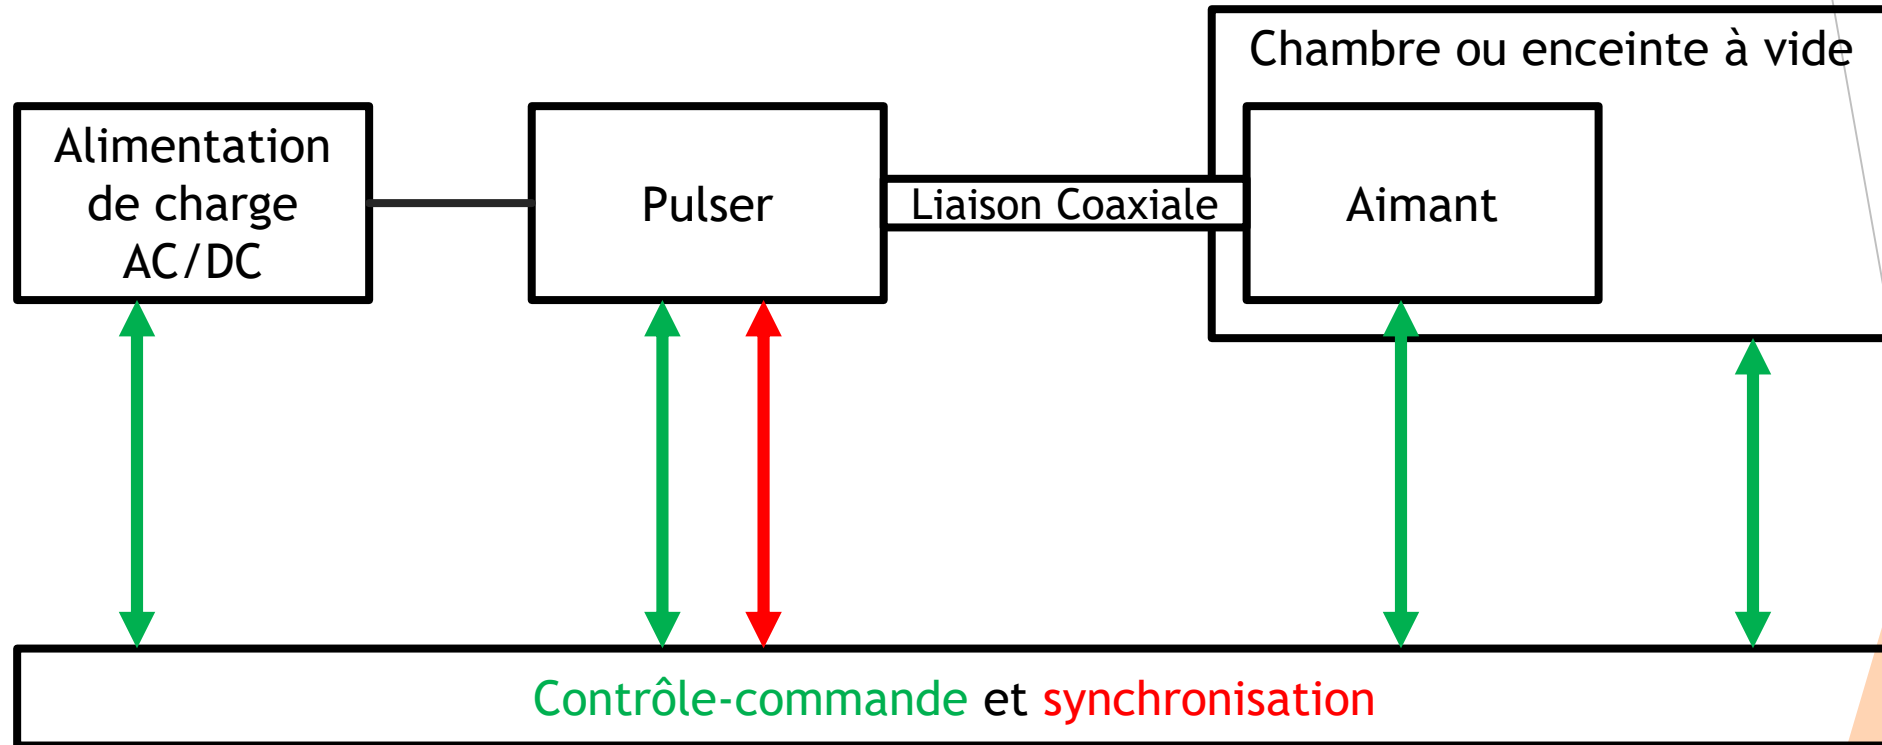 Chambre ou enceinte à vide
Alimentation
de charge
AC/DC
Pulser
Liaison Coaxiale
Aimant
Contrôle-commande et synchronisation